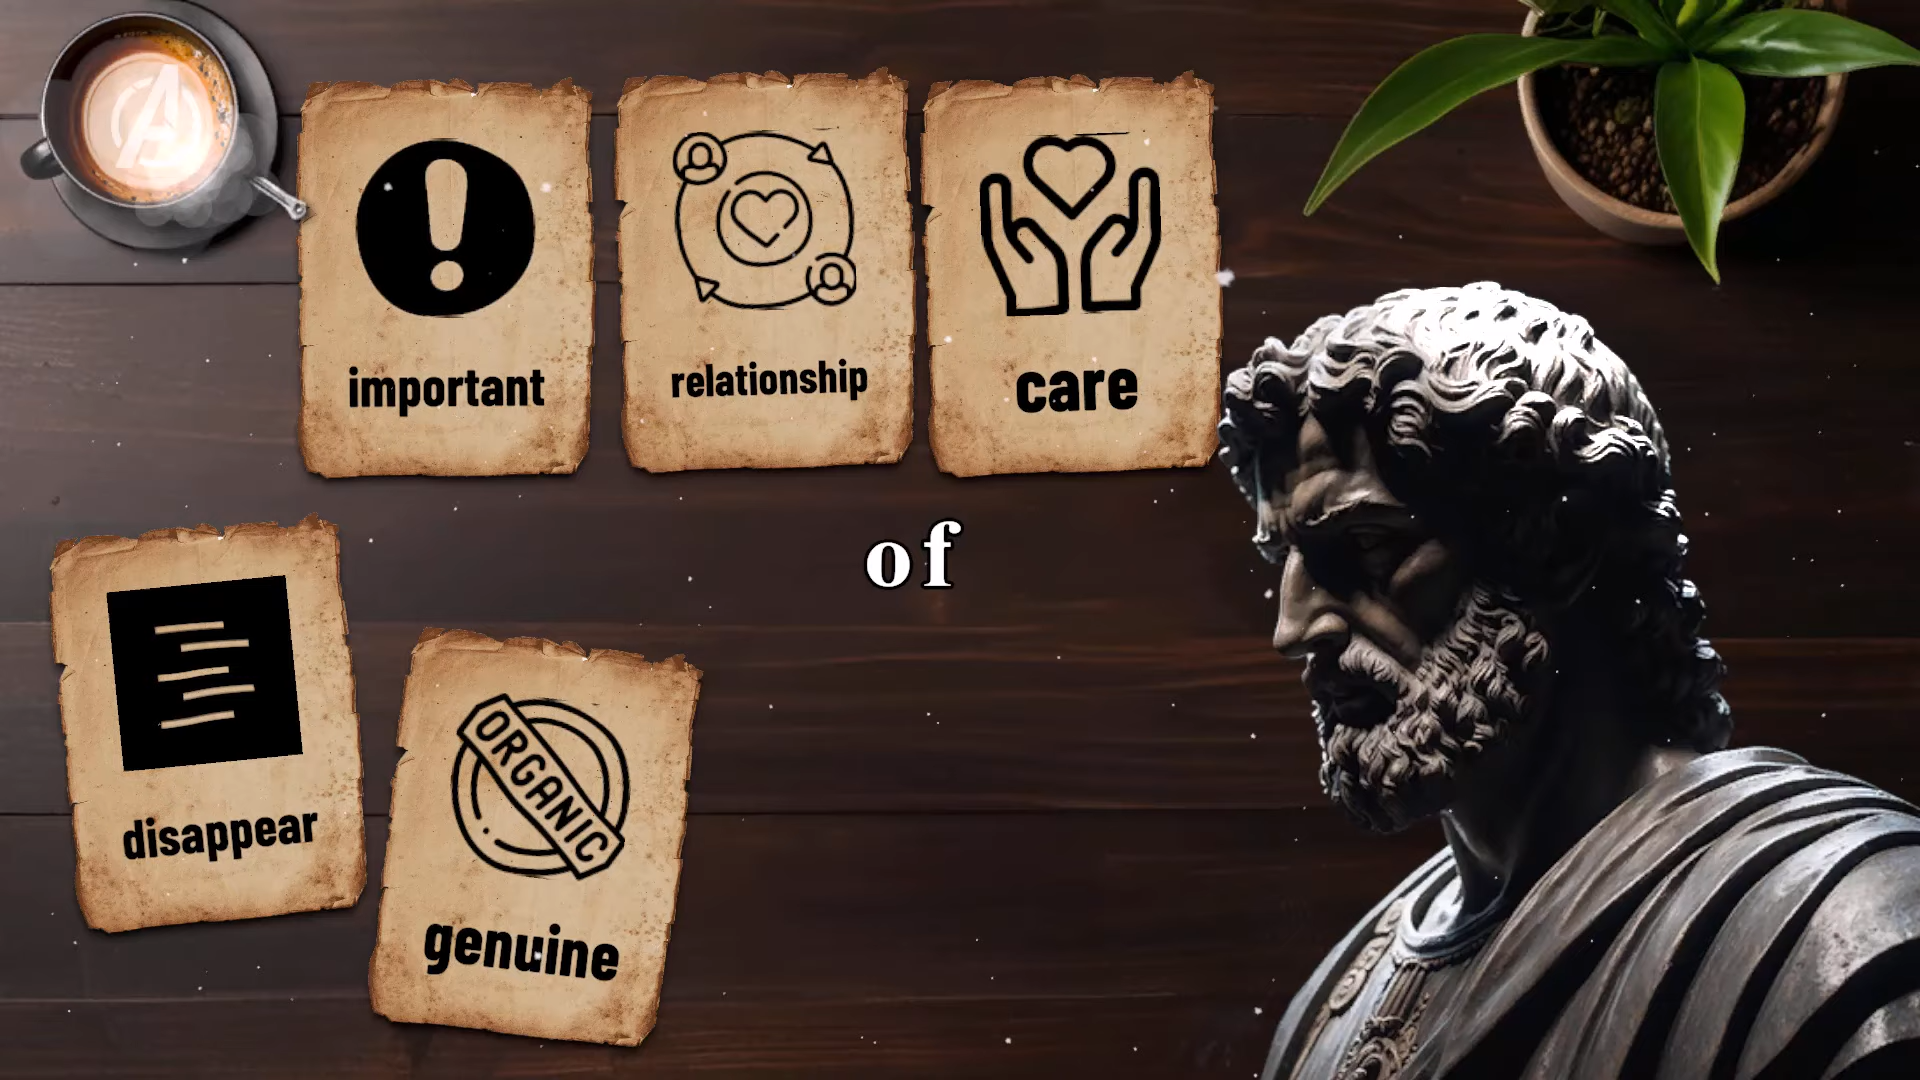 important
relationship
care
of
disappear
ORGANIC
genuine